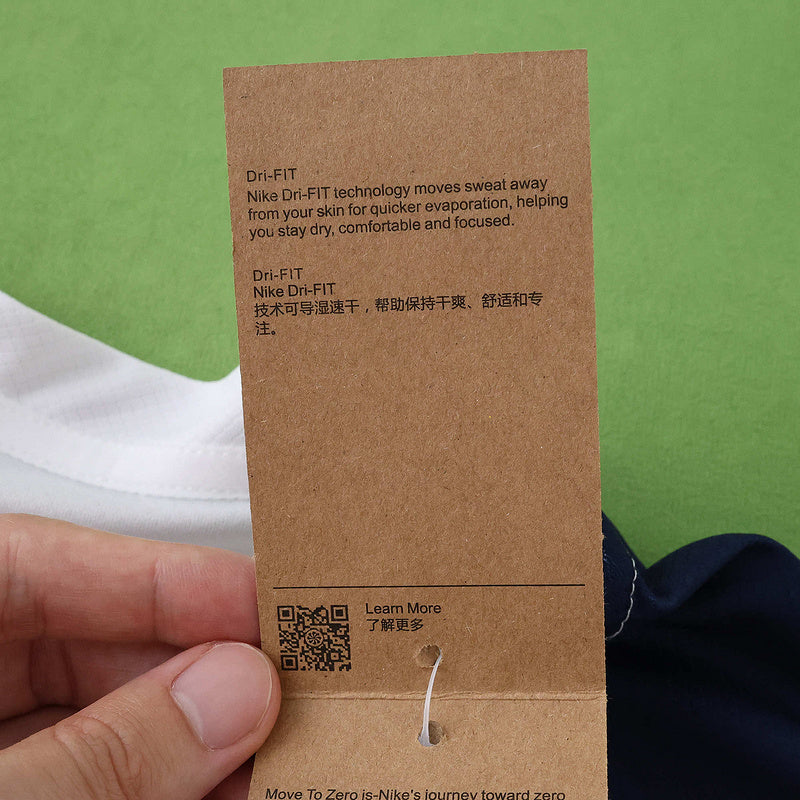 Dri-FIT
Nike Dri-FIT technology moves sweat away
from your skin for quicker evaporation, helping
you stay dry, comfortable and focused.
Dri-FIT
Nike Dri-FIT
技术可导湿速干，帮助保持干爽、舒适和专
注。
Learn More
了解更多
Move To Zero is-Nike's journey toward zero